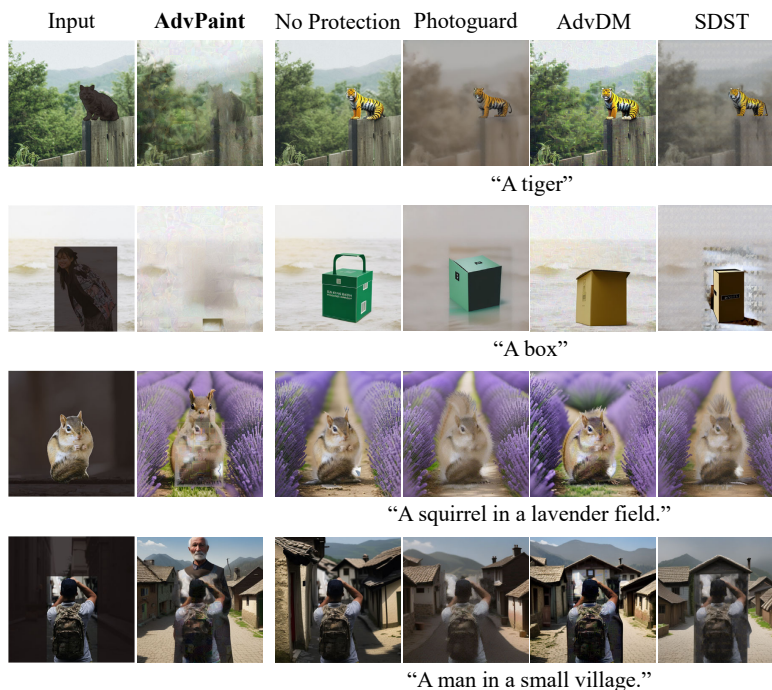 Input AdvPaint No Protection Photoguard AdvDM SDST
“A tiger”
“A box”
“A squirrel in a lavender field.”
“A man in a small village.”